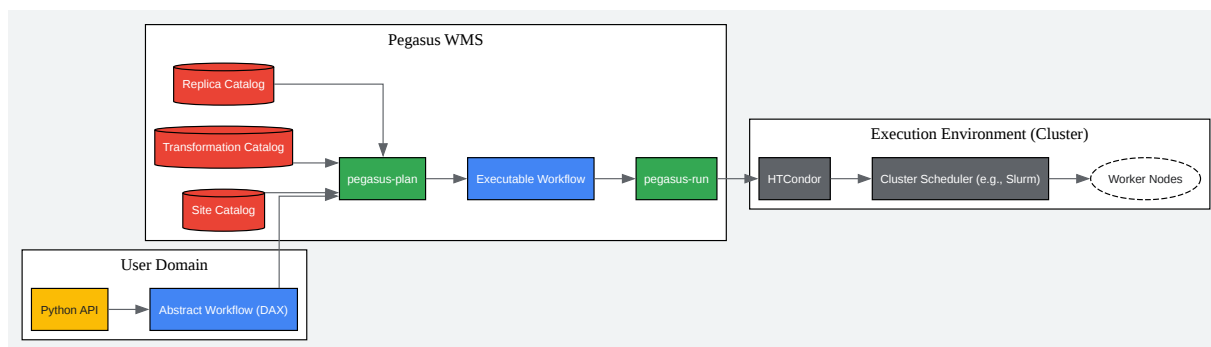 Pegasus WMS
Replica Catalog
Transformation Catalog
Site Catalog
pegasus-plan
Executable Workflow
pegasus-run
Execution Environment (Cluster)
HTCondor
Cluster Scheduler (e.g., Slurm)
Worker Nodes
User Domain
Python API
Abstract Workflow (DAX)